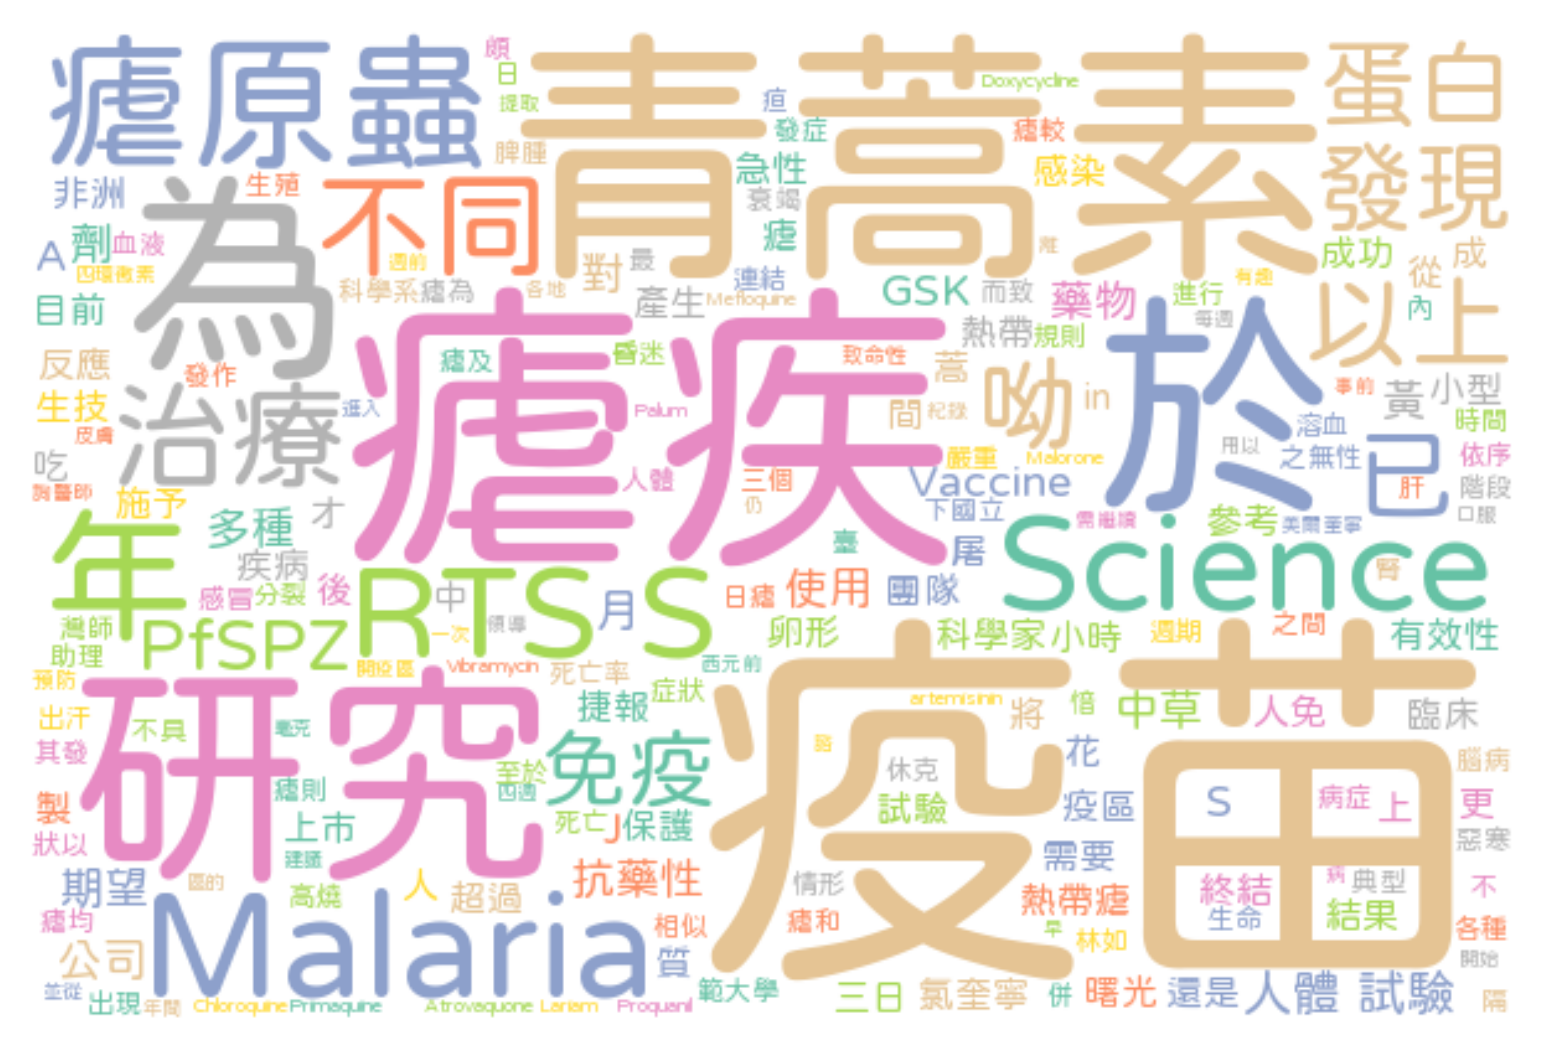 瘧原蟲
青蒿素
蛋白
頗
日
提取
脾腫
疸
發症
Doxycycline
瘧較
急性
感染
衰竭
瘧
發現
非洲
生殖
不同
為
A
劑
血液
四環黴素
週前
科學系
瘧為
各地
對
最
產生
連結
Mefloquine
GSK
而致
離
藥物
進行
每週
有趣
成功
成
從
內
以上
目前
熱帶
規則
瘧疾
反應
發作
瘧及
昏迷
致命性
蒿
呦
in
於
事前
黃
小型
時間
生技
皮膚
治療
進入
Palum
間
紀錄
嚴重
Malorone
用以
溶血
之無性
已
依序
肝
階段
口服
吃
胸醫師
施予
才
人體
三個
仍
Vaccine
下國立
需繼續
參考
美爾奎寧
年
多種
疾病
臺
屠
Science
腎
感冒
分裂
後
RTS
S
中
月
日瘧
使用
團隊
灣師
助理
PfSPZ
一次
領導
卵形
科學家
小時
週期
之間
有效性
預防
開疫區
Vibramycin
死亡率
西元前
出汗
不具
毫克
研究
捷報
症狀
artemisinin
將
倍
中草
人免
臨床
疫苗
其發
瘧則
至於
四週
免疫
休克
花
腦病
製
上市
死亡
J
保護
試驗
疫區
S
病症
上
更
狀以
建議
需要
惡寒
期望
區的
高燒
人
超過
抗藥性
情形
熱帶瘧
終結
病
典型
不
瘧均
Malaria
相似
瘧和
早
林如
生命
結果
各種
公司
質
開始
並從
出現
年間
Chloroquine
Primaquine
Atrovaquone
Lariam
Proquanil
範大學
三日
氯奎寧
併
曙光
還是
人體
試驗
隔